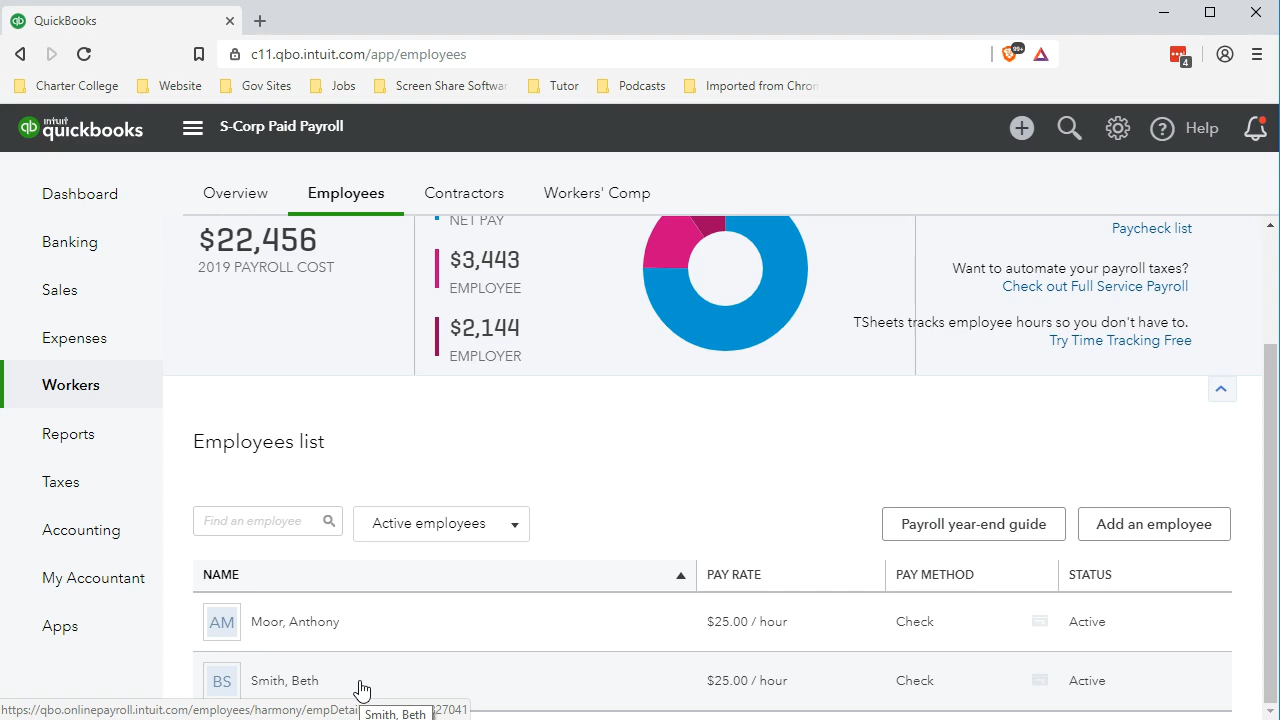 QuickBooks
c11.qbo.intuit.com/app/employees
99+
4
Charter College
Website
Gov Sites
Jobs
Screen Share Softwar
Tutor
Podcasts
Imported from Chron
qb intuit quickbooks
S-Corp Paid Payroll
Help
Dashboard
Banking
Sales
Expenses
Workers
Reports
Taxes
Accounting
My Accountant
Apps
Overview
Employees
Contractors
Workers' Comp
$22,456
2019 PAYROLL COST
NET PAY
$3,443
EMPLOYEE
$2,144
EMPLOYER
Paycheck list
Want to automate your payroll taxes?
Check out Full Service Payroll
TSheets tracks employee hours so you don't have to.
Try Time Tracking Free
Employees list
Find an employee
Active employees
Payroll year-end guide
Add an employee
NAME PAY RATE PAY METHOD STATUS
AM Moor, Anthony $25.00 / hour Check Active
BS Smith, Beth $25.00 / hour Check Active
https://qbo.onlinepayroll.intuit.com/employees/harmony/empDetai
27041
Smith, Beth